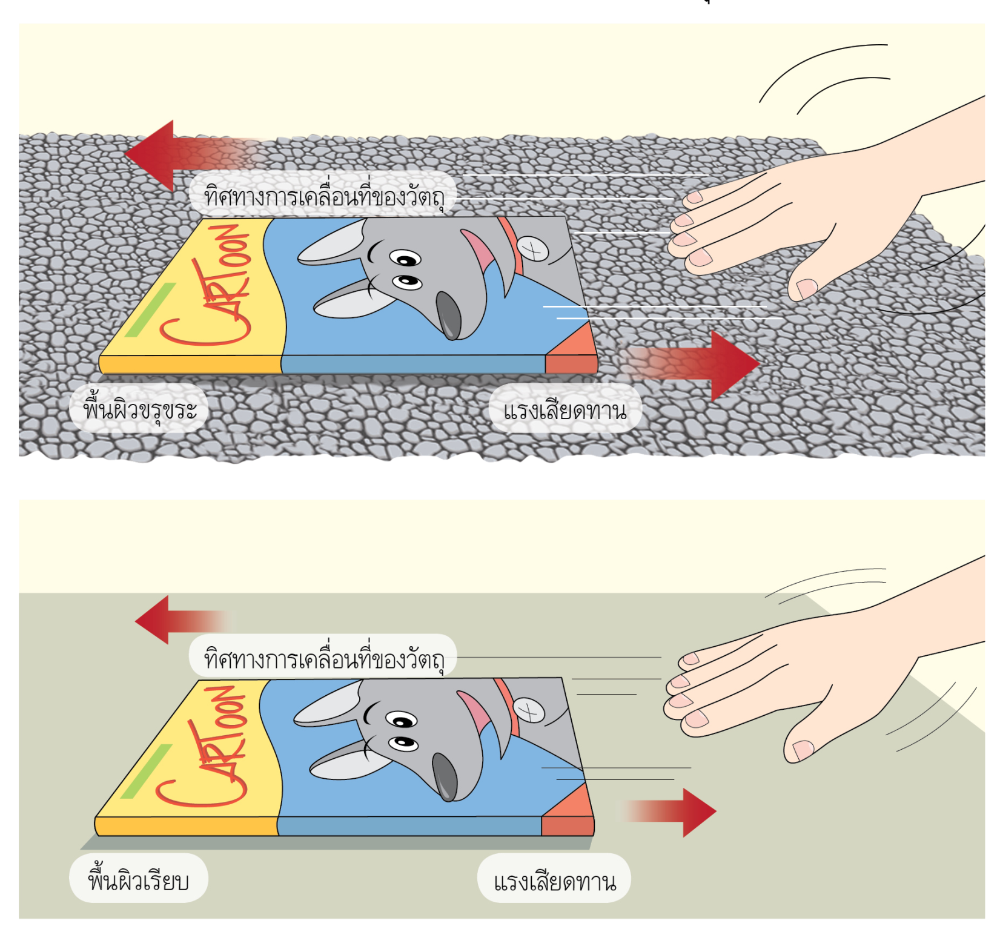 ทิศทางการเคลื่อนที่ของวัตถุ
CARTOON
พื้นผิวขรุขระ
แรงเสียดทาน
ทิศทางการเคลื่อนที่ของวัตถุ
CARTOON
พื้นผิวเรียบ
แรงเสียดทาน